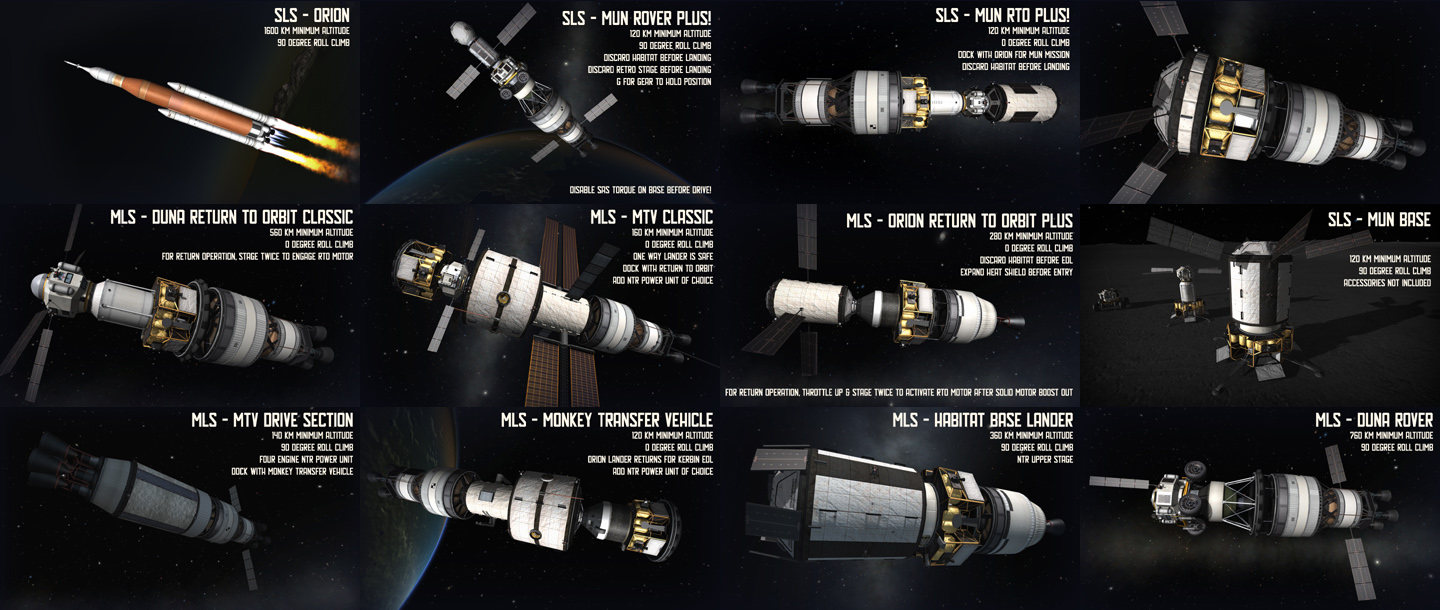 SLS - ORION
1600 KM MINIMUM ALTITUDE
90 DEGREE ROLL CLIMB
SLS - MUN ROVER PLUS!
120 KM MINIMUM ALTITUDE
90 DEGREE ROLL CLIMB
DISCARD HABITAT BEFORE LANDING
DISCARD RETRO STAGE BEFORE LANDING
G FOR GEAR TO HOLD POSITION
DISABLE SAS TORQUE ON BASE BEFORE DRIVE!
SLS - MUN RTO PLUS!
120 KM MINIMUM ALTITUDE
0 DEGREE ROLL CLIMB
DOCK WITH ORION FOR MUN MISSION
DISCARD HABITAT BEFORE LANDING
MLS - DUNA RETURN TO ORBIT CLASSIC
560 KM MINIMUM ALTITUDE
0 DEGREE ROLL CLIMB
FOR RETURN OPERATION, STAGE TWICE TO ENGAGE RTO MOTOR
MLS - MTV CLASSIC
160 KM MINIMUM ALTITUDE
0 DEGREE ROLL CLIMB
ONE WAY LANDER IS SAFE
DOCK WITH RETURN TO ORBIT
ADD NTR POWER UNIT OF CHOICE
MLS - ORION RETURN TO ORBIT PLUS
280 KM MINIMUM ALTITUDE
0 DEGREE ROLL CLIMB
DISCARD HABITAT BEFORE EDL
EXPAND HEAT SHIELD BEFORE ENTRY
FOR RETURN OPERATION, THROTTLE UP & STAGE TWICE TO ACTIVATE RTO MOTOR AFTER SOLID MOTOR BOOST OUT
SLS - MUN BASE
120 KM MINIMUM ALTITUDE
90 DEGREE ROLL CLIMB
ACCESSORIES NOT INCLUDED
MLS - MTV DRIVE SECTION
140 KM MINIMUM ALTITUDE
90 DEGREE ROLL CLIMB
FOUR ENGINE NTR POWER UNIT
DOCK WITH MONKEY TRANSFER VEHICLE
MLS - MONKEY TRANSFER VEHICLE
120 KM MINIMUM ALTITUDE
0 DEGREE ROLL CLIMB
ORION LANDER RETURNS FOR KERBIN EDL
ADD NTR POWER UNIT OF CHOICE
MLS - HABITAT BASE LANDER
360 KM MINIMUM ALTITUDE
90 DEGREE ROLL CLIMB
NTR UPPER STAGE
MLS - DUNA ROVER
760 KM MINIMUM ALTITUDE
90 DEGREE ROLL CLIMB